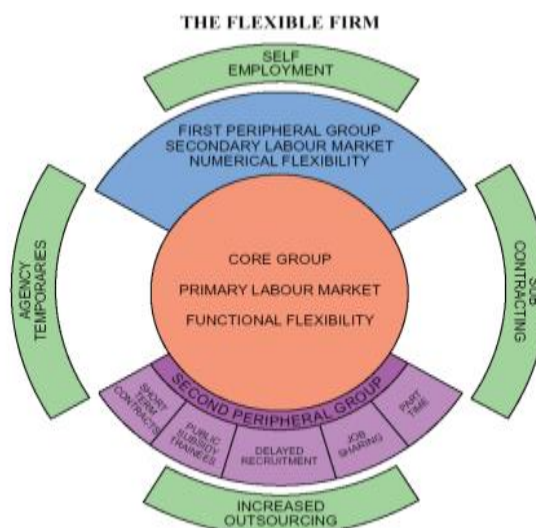 THE FLEXIBLE FIRM
SELF
EMPLOYMENT
FIRST PERIPHERAL GROUP
SECONDARY LABOUR MARKET
NUMERICAL FLEXIBILITY
AGENCY
TEMPORARIES
CORE GROUP
PRIMARY LABOUR MARKET
FUNCTIONAL FLEXIBILITY
SUB
CONTRACTING
SECOND PERIPHERAL GROUP
SHORT
TERM
CONTRACTS
PUBLIC
SUBSIDY
TRAINEES
DELAYED
RECRUITMENT
JOB
SHARING
PART
TIME
INCREASED
OUTSOURCING